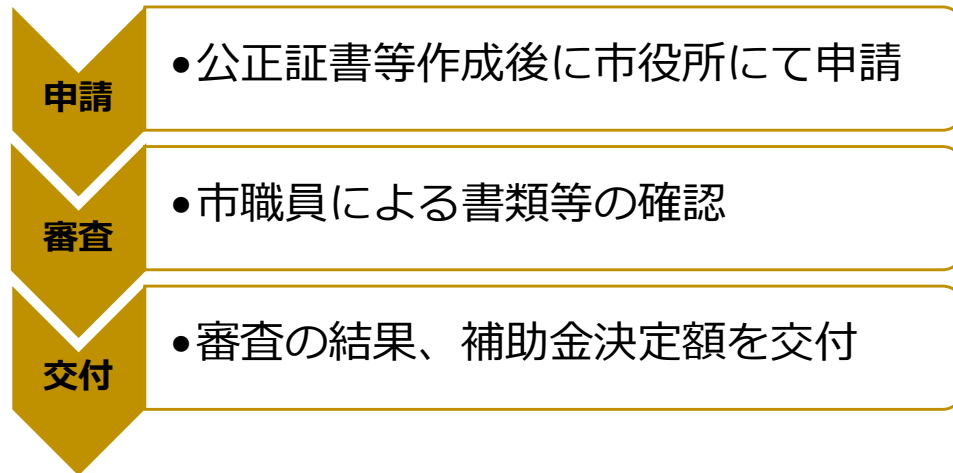 申請
•公正証書等作成後に市役所にて申請
審査
•市職員による書類等の確認
交付
•審査の結果、補助金決定額を交付